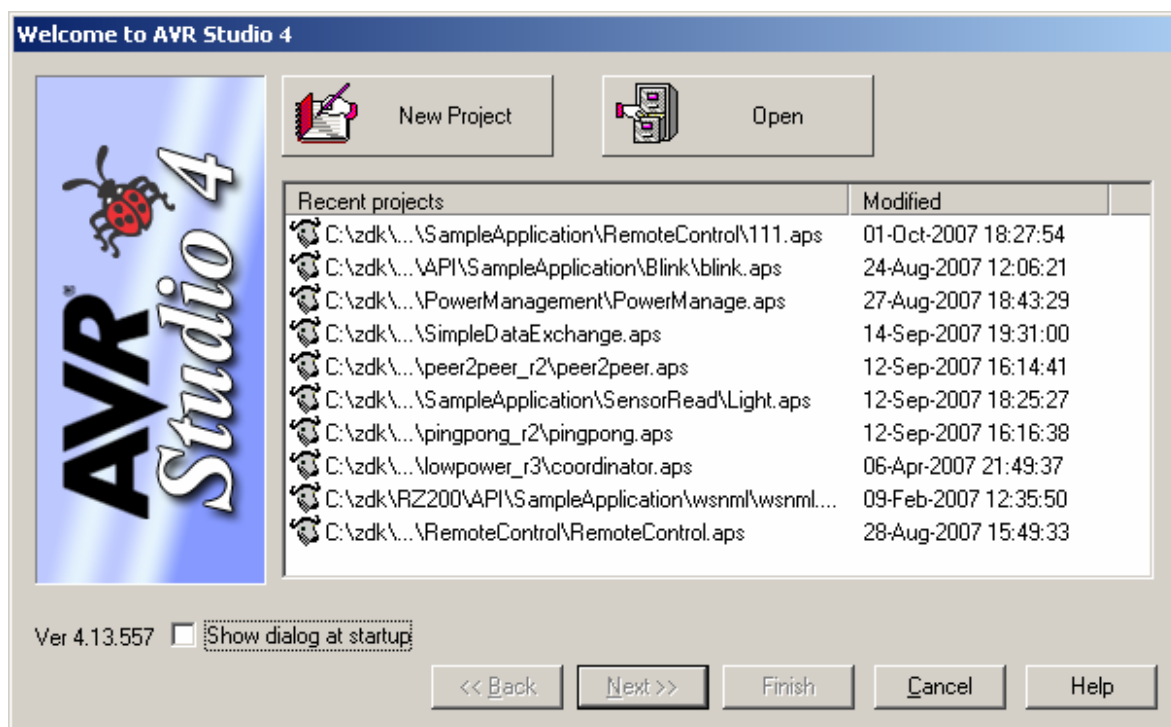 Welcome to AVR Studio 4
AVR® Studio 4
New Project
Open
Recent projects Modified
C:\zdk\...\SampleApplication\RemoteControl\111.aps 01-Oct-2007 18:27:54
C:\zdk\...\API\SampleApplication\Blink\blink.aps 24-Aug-2007 12:06:21
C:\zdk\...\PowerManagement\PowerManage.aps 27-Aug-2007 18:43:29
C:\zdk\...\SimpleDataExchange.aps 14-Sep-2007 19:31:00
C:\zdk\...\peer2peer_r2\peer2peer.aps 12-Sep-2007 16:14:41
C:\zdk\...\SampleApplication\SensorRead\Light.aps 12-Sep-2007 18:25:27
C:\zdk\...\pingpong_r2\pingpong.aps 12-Sep-2007 16:16:38
C:\zdk\...\lowpower_r3\coordinator.aps 06-Apr-2007 21:49:37
C:\zdk\RZ200\API\SampleApplication\wsnml\wsnml.... 09-Feb-2007 12:35:50
C:\zdk\...\RemoteControl\RemoteControl.aps 28-Aug-2007 15:49:33
Ver 4.13.557 Show dialog at startup
<< Back Next >> Finish Cancel Help